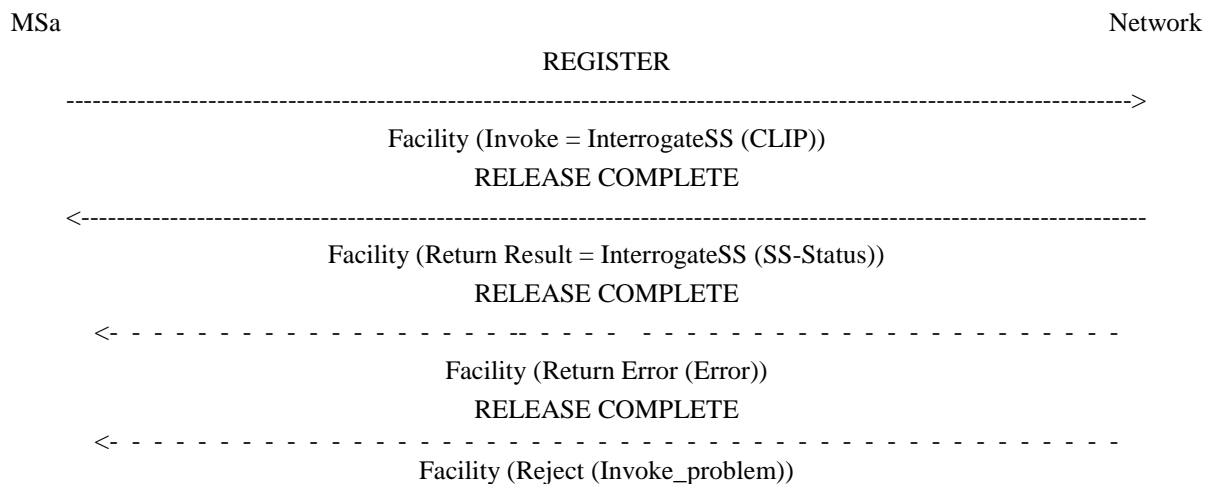 MSa Network
REGISTER
Facility (Invoke = InterrogateSS (CLIP))
RELEASE COMPLETE
Facility (Return Result = InterrogateSS (SS-Status))
RELEASE COMPLETE
Facility (Return Error (Error))
RELEASE COMPLETE
Facility (Reject (Invoke_problem))